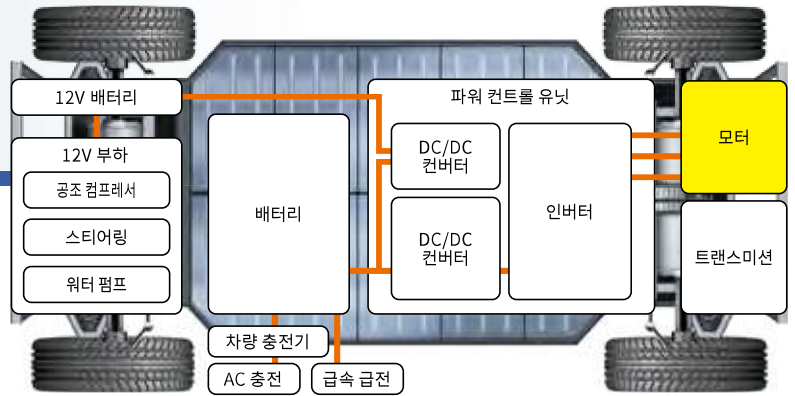 12V 배터리
12V 부하
공조 컴프레서
스티어링
워터 펌프
배터리
차량 충전기
AC 충전
급속 급전
파워 컨트롤 유닛
DC/DC
컨버터
DC/DC
컨버터
인버터
모터
트랜스미션